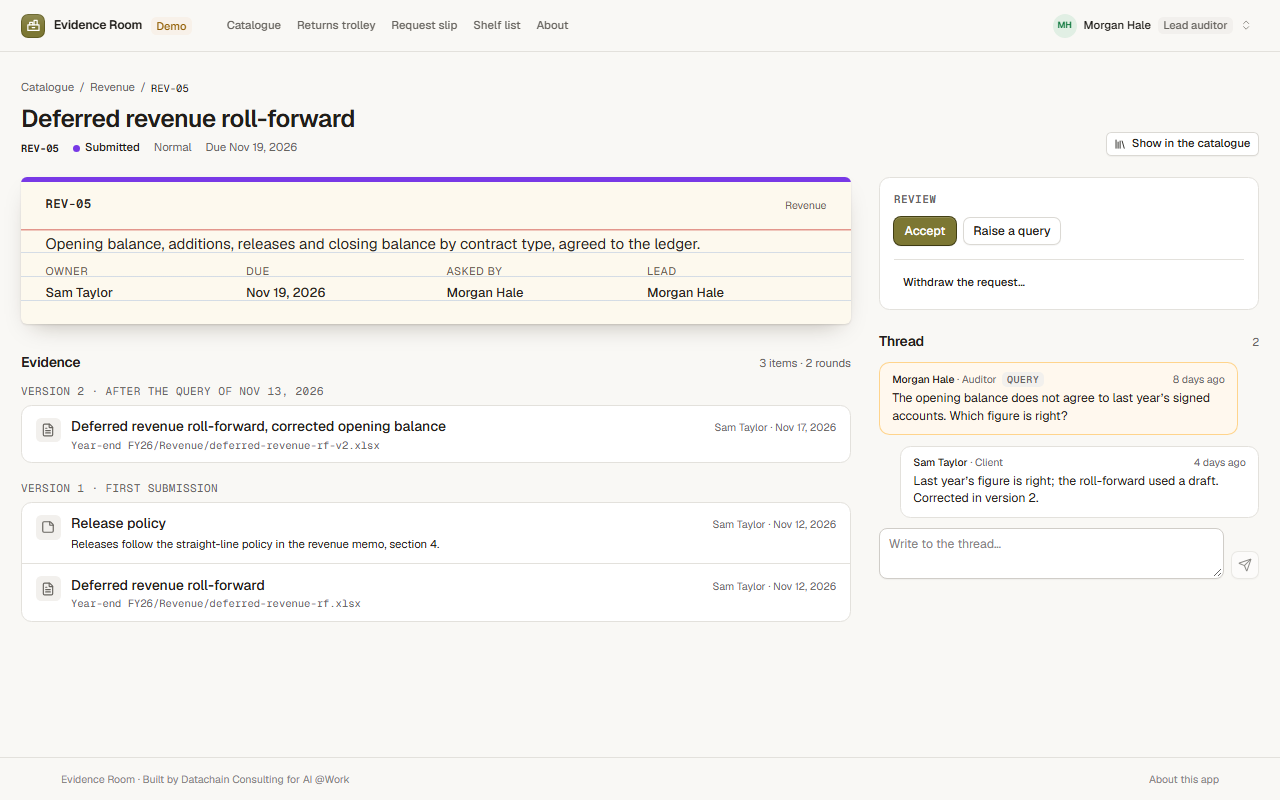 Evidence Room Demo Catalogue Returns trolley Request slip Shelf list About MH Morgan Hale Lead auditor
Catalogue / Revenue / REV-05
Deferred revenue roll-forward
REV-05 Submitted Normal Due Nov 19, 2026
Show in the catalogue
REV-05 Revenue
Opening balance, additions, releases and closing balance by contract type, agreed to the ledger.
OWNER DUE ASKED BY LEAD
Sam Taylor Nov 19, 2026 Morgan Hale Morgan Hale
Evidence 3 items · 2 rounds
VERSION 2 · AFTER THE QUERY OF NOV 13, 2026
Deferred revenue roll-forward, corrected opening balance Sam Taylor · Nov 17, 2026
Year-end FY26/Revenue/deferred-revenue-rf-v2.xlsx
VERSION 1 · FIRST SUBMISSION
Release policy Sam Taylor · Nov 12, 2026
Releases follow the straight-line policy in the revenue memo, section 4.
Deferred revenue roll-forward Sam Taylor · Nov 12, 2026
Year-end FY26/Revenue/deferred-revenue-rf.xlsx
REVIEW
Accept Raise a query
Withdraw the request…
Thread 2
Morgan Hale · Auditor QUERY 8 days ago
The opening balance does not agree to last year's signed
accounts. Which figure is right?
Sam Taylor · Client 4 days ago
Last year's figure is right; the roll-forward used a draft.
Corrected in version 2.
Write to the thread…
Evidence Room · Built by Datachain Consulting for AI @Work About this app